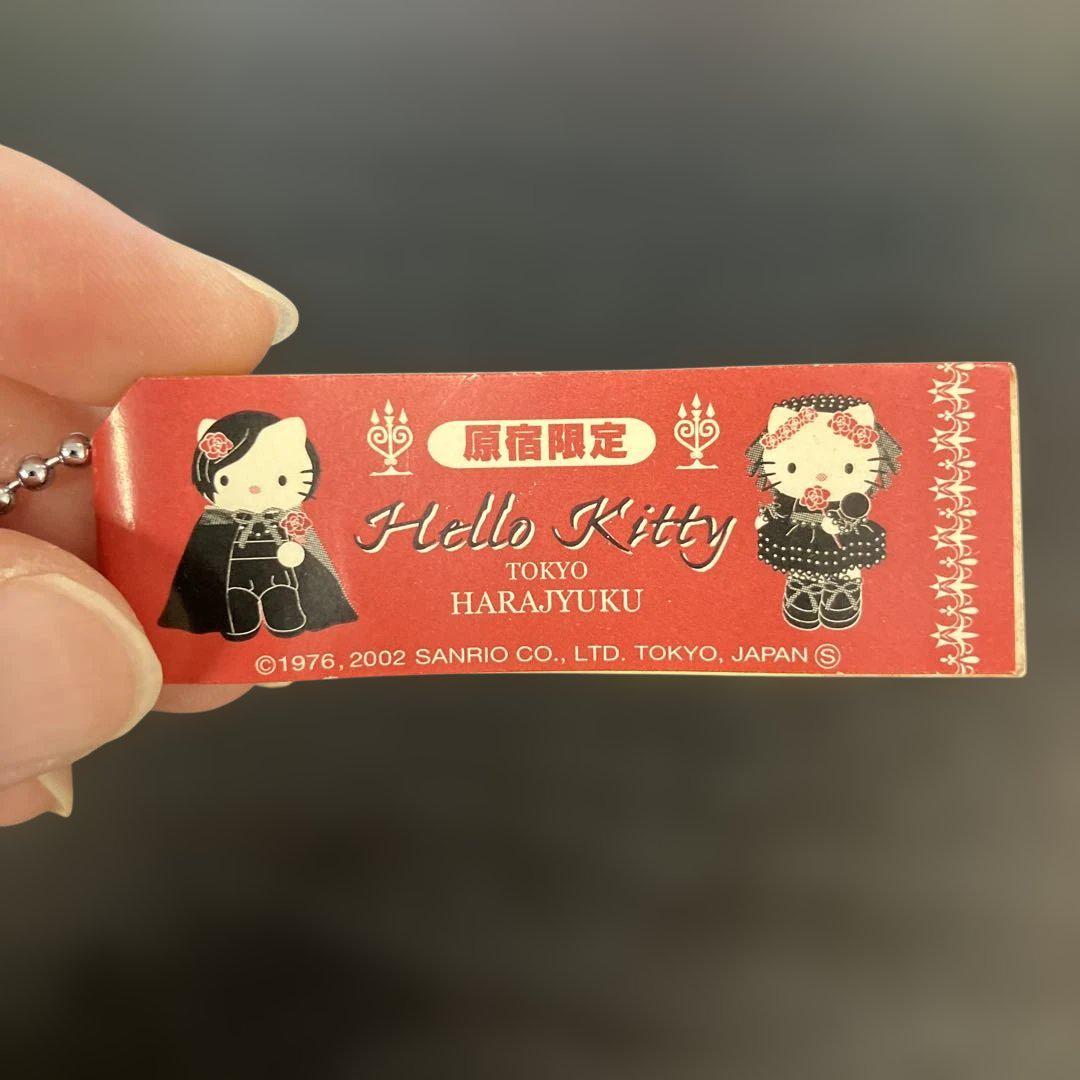 原宿限定
Hello Kitty
TOKYO
HARAJYUKU
©1976, 2002 SANRIO CO., LTD. TOKYO, JAPAN Ⓢ